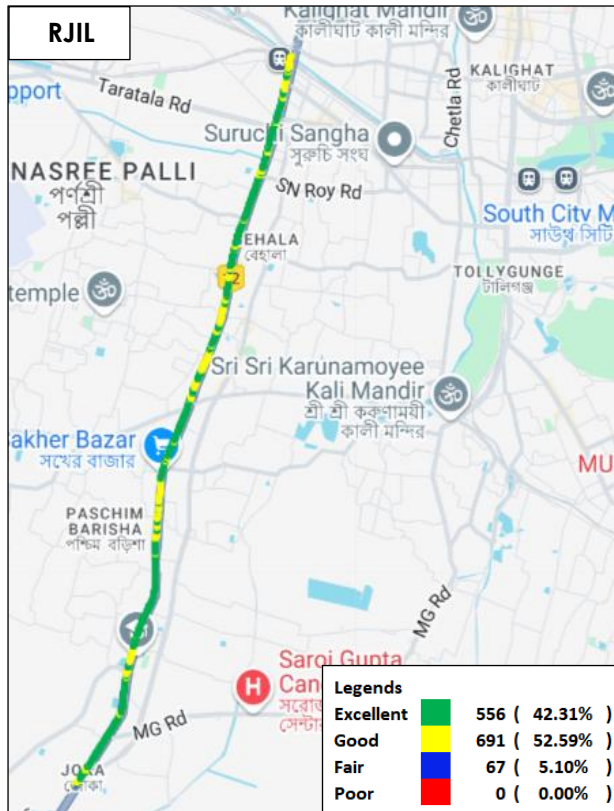 RJIL
Kalighat Mandir
কালীঘাট কালী মন্দির
pport
Taratala Rd
Chetla Rd
KALIGHAT
কালীঘাট
Suruchi Sangha
সুরুচি সংঘ
NASREE PALLI
পর্ণশ্রী
পল্লী
SN Roy Rd
South City M
সাউথ সিটি
EHALA
বেহালা
TOLLYGUNGE
টালিগঞ্জ
temple
Sri Sri Karunamoyee
Kali Mandir
শ্রী শ্রী করুণাময়ী
কালী মন্দির
akher Bazar
সখের বাজার
MU
PASCHIM
BARISHA
পশ্চিম বড়িশা
MG Rd
Saroj Gupta
Can
সরোজ
সেন্টার
H
MG Rd
JOKA
জোকা
Legends
Excellent 556 ( 42.31% )
Good 691 ( 52.59% )
Fair 67 ( 5.10% )
Poor 0 ( 0.00% )